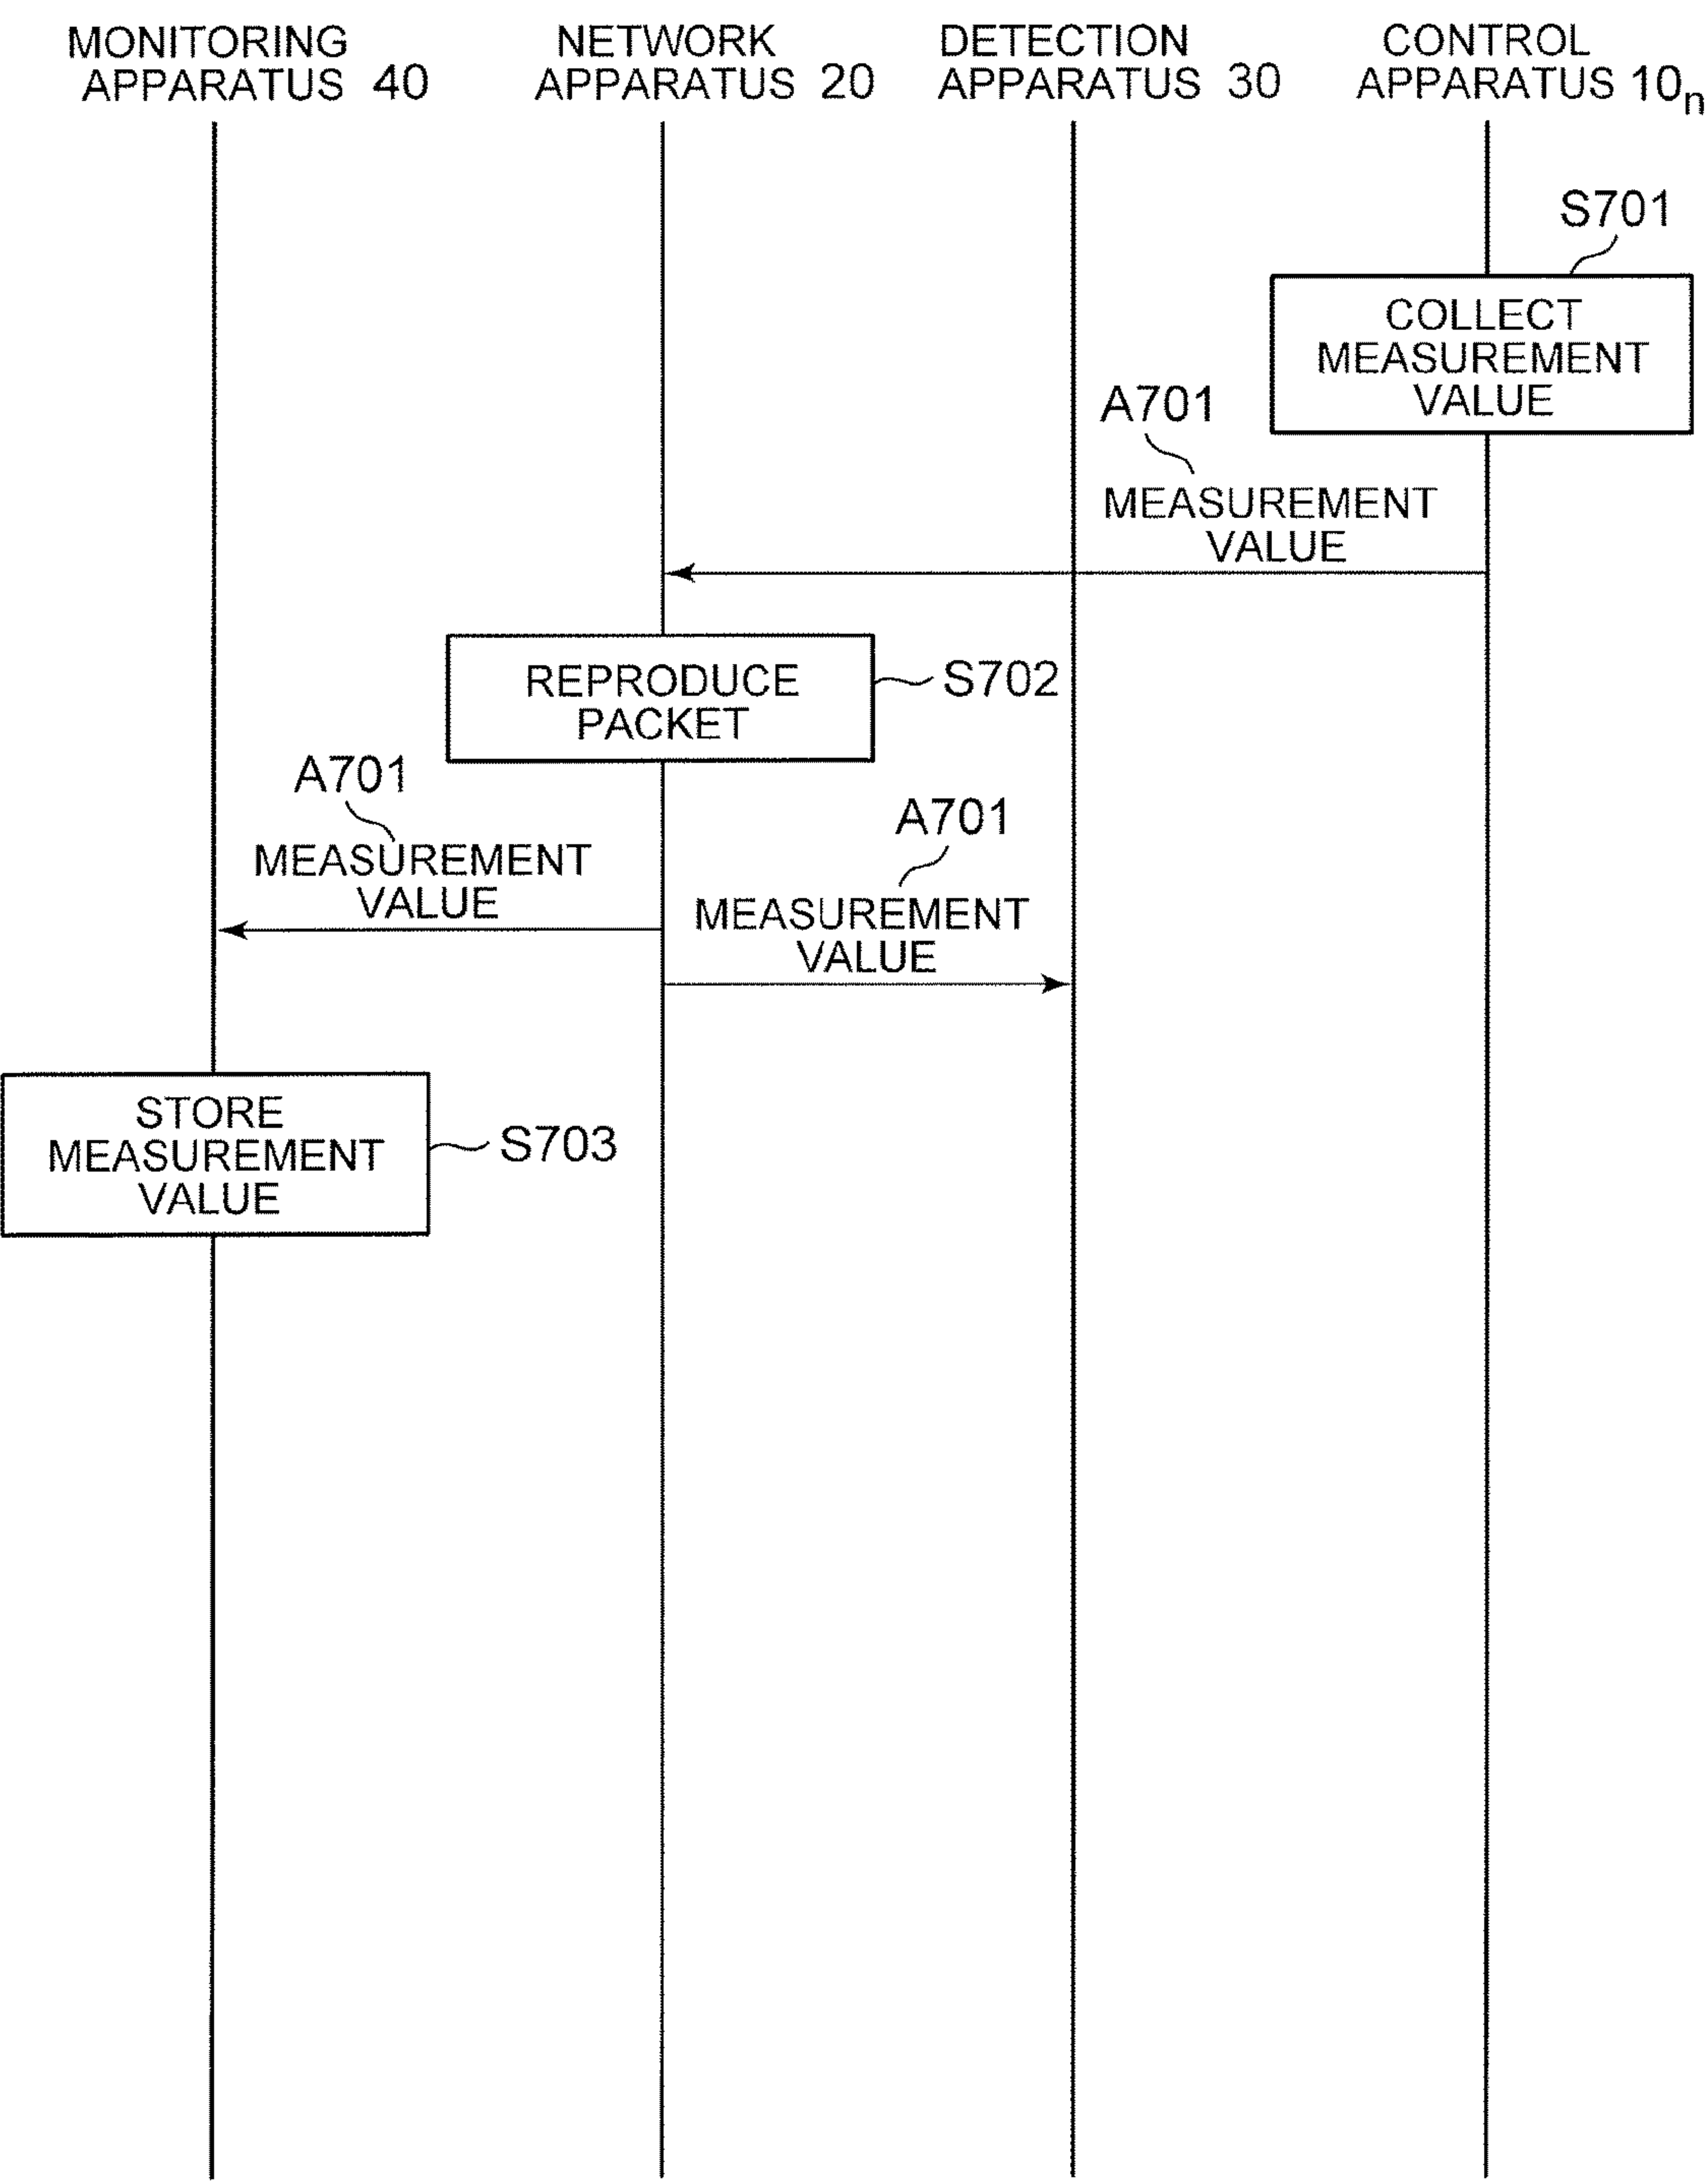 MONITORING
APPARATUS 40
NETWORK
APPARATUS 20
DETECTION
APPARATUS 30
CONTROL
APPARATUS 10n
S701
COLLECT
MEASUREMENT
VALUE
A701
MEASUREMENT
VALUE
REPRODUCE
PACKET
S702
A701
MEASUREMENT
VALUE
A701
MEASUREMENT
VALUE
STORE
MEASUREMENT
VALUE
S703